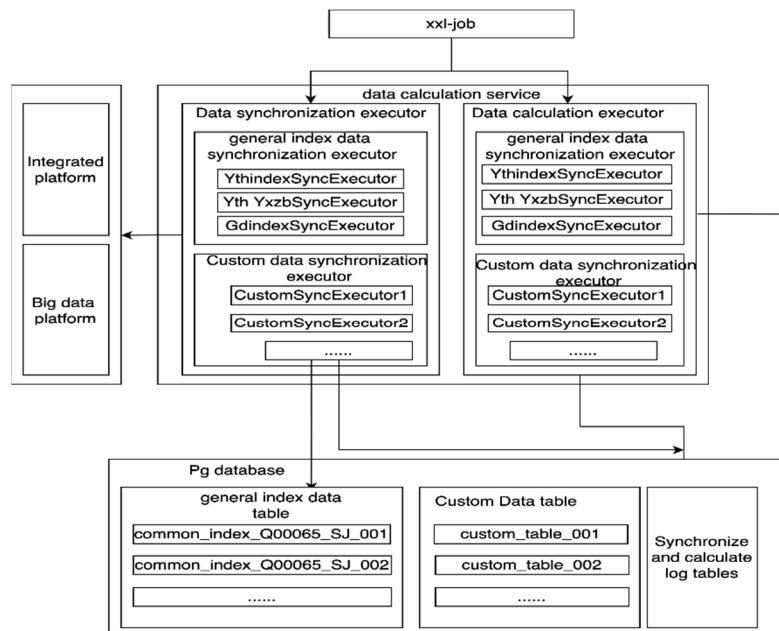 xxl-job
data calculation service
Integrated
platform
Big data
platform
Data synchronization executor
general index data
synchronization executor
YthindexSyncExecutor
Yth YxzbSyncExecutor
GdindexSyncExecutor
Custom data synchronization
executor
CustomSyncExecutor1
CustomSyncExecutor2
......
Data calculation executor
general index data
synchronization executor
YthindexSyncExecutor
Yth YxzbSyncExecutor
GdindexSyncExecutor
Custom data synchronization
executor
CustomSyncExecutor1
CustomSyncExecutor2
......
Pg database
general index data
table
common_index_Q00065_SJ_001
common_index_Q00065_SJ_002
......
Custom Data table
custom_table_001
custom_table_002
......
Synchronize
and calculate
log tables